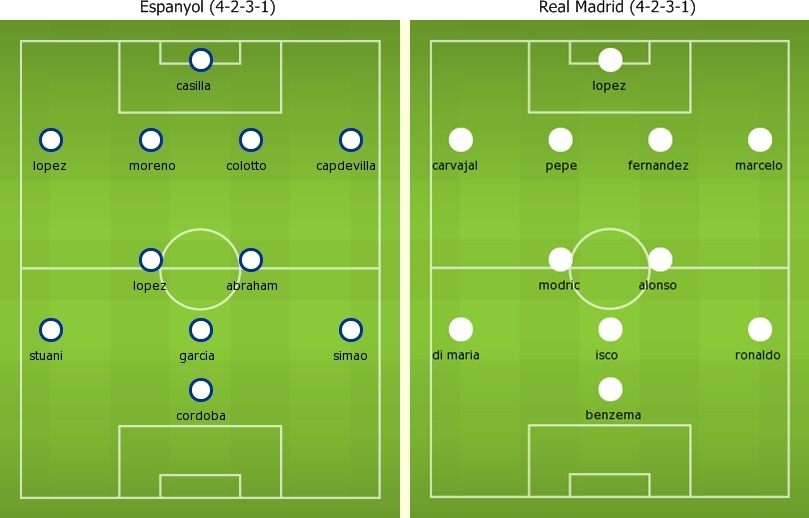 Espanyol (4-2-3-1)
casilla
lopez moreno colotto capdevilla
lopez abraham
stuani garcia simao
cordoba
Real Madrid (4-2-3-1)
lopez
carvajal pepe fernandez marcelo
modric alonso
di maria isco ronaldo
benzema